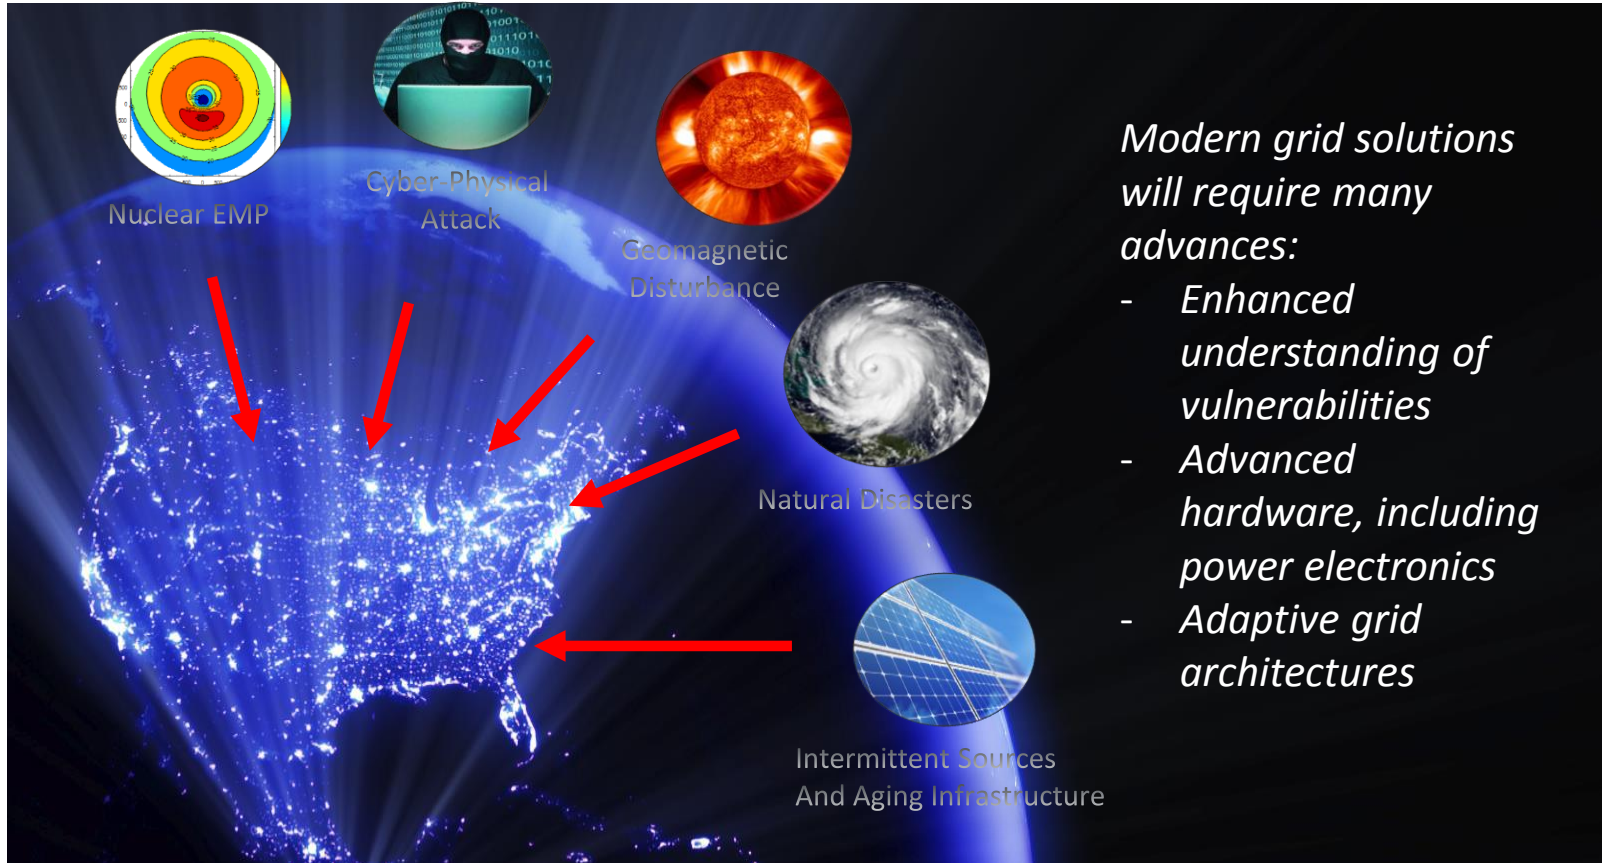 Nuclear EMP
Cyber-Physical
Attack
Geomagnetic
Disturbance
Natural Disasters
Intermittent Sources
And Aging Infrastructure
Modern grid solutions
will require many
advances:
- Enhanced
understanding of
vulnerabilities
- Advanced
hardware, including
power electronics
- Adaptive grid
architectures